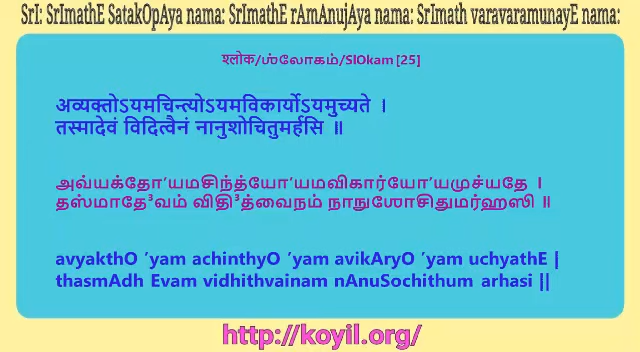 SrI: SrImathE SatakOpAya nama: SrImathE rAmAnujAya nama: SrImath varavaramunayE nama:
श्लोक/ஶ்லோகம்/SlOkam [25]
अव्यक्तोऽयमचिन्त्योऽयमविकार्योऽयमुच्यते ।
तस्मादेवं विदित्वैनं नानुशोचितुमर्हसि ॥
அவ்யக்தோ’யமசிந்த்யோ’யமவிகார்யோ’யமுச்யதே ।
தஸ்மாதே³வம் விதி³த்வைநம் நாநுஶோசிதுமர்ஹஸி ॥
avyakthO ’yam achinthyO ’yam avikAryO ’yam uchyathE |
thasmAdh Evam vidhithvainam nAnuSochithum arhasi ||
http://koyil.org/